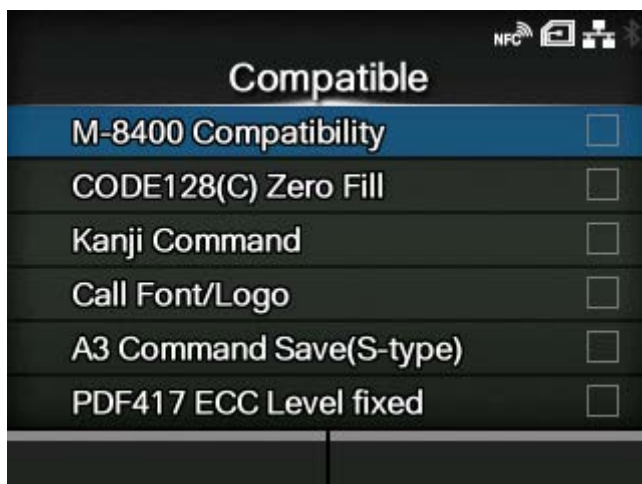 NFC
Compatible
M-8400 Compatibility
CODE128(C) Zero Fill
Kanji Command
Call Font/Logo
A3 Command Save(S-type)
PDF417 ECC Level fixed